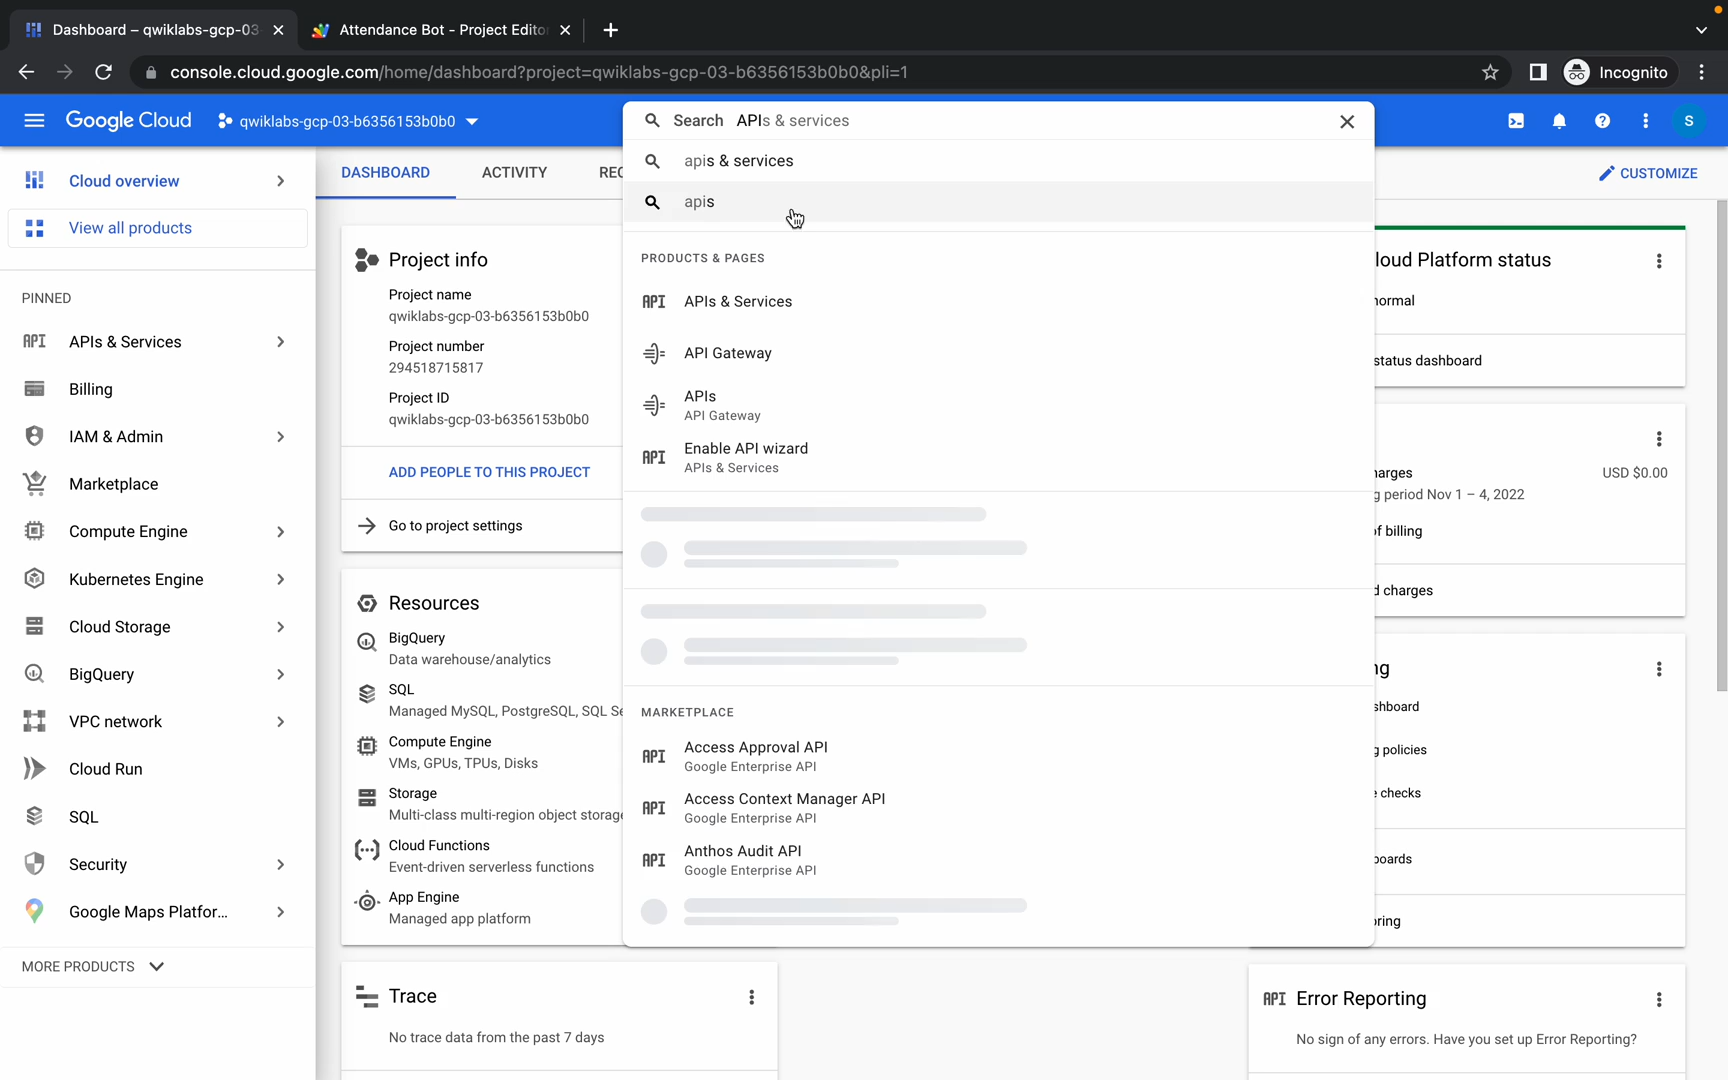 Dashboard – qwiklabs-gcp-03
Attendance Bot - Project Editor
console.cloud.google.com/home/dashboard?project=qwiklabs-gcp-03-b6356153b0b0&pli=1
Incognito
Google Cloud
qwiklabs-gcp-03-b6356153b0b0
Search APIs & services
S
Cloud overview
View all products
PINNED
APIs & Services
Billing
IAM & Admin
Marketplace
Compute Engine
Kubernetes Engine
Cloud Storage
BigQuery
VPC network
Cloud Run
SQL
Security
Google Maps Platfor...
MORE PRODUCTS
DASHBOARD
ACTIVITY
REC
CUSTOMIZE
Project info
Project name
qwiklabs-gcp-03-b6356153b0b0
Project number
294518715817
Project ID
qwiklabs-gcp-03-b6356153b0b0
ADD PEOPLE TO THIS PROJECT
Go to project settings
Resources
BigQuery
Data warehouse/analytics
SQL
Managed MySQL, PostgreSQL, SQL Se
Compute Engine
VMs, GPUs, TPUs, Disks
Storage
Multi-class multi-region object storage
Cloud Functions
Event-driven serverless functions
App Engine
Managed app platform
Trace
No trace data from the past 7 days
apis & services
apis
PRODUCTS & PAGES
API APIs & Services
API Gateway
APIs
API Gateway
API Enable API wizard
APIs & Services
MARKETPLACE
API Access Approval API
Google Enterprise API
API Access Context Manager API
Google Enterprise API
API Anthos Audit API
Google Enterprise API
loud Platform status
ormal
status dashboard
arges
USD $0.00
g period Nov 1 – 4, 2022
of billing
d charges
ng
shboard
g policies
e checks
boards
oring
API Error Reporting
No sign of any errors. Have you set up Error Reporting?